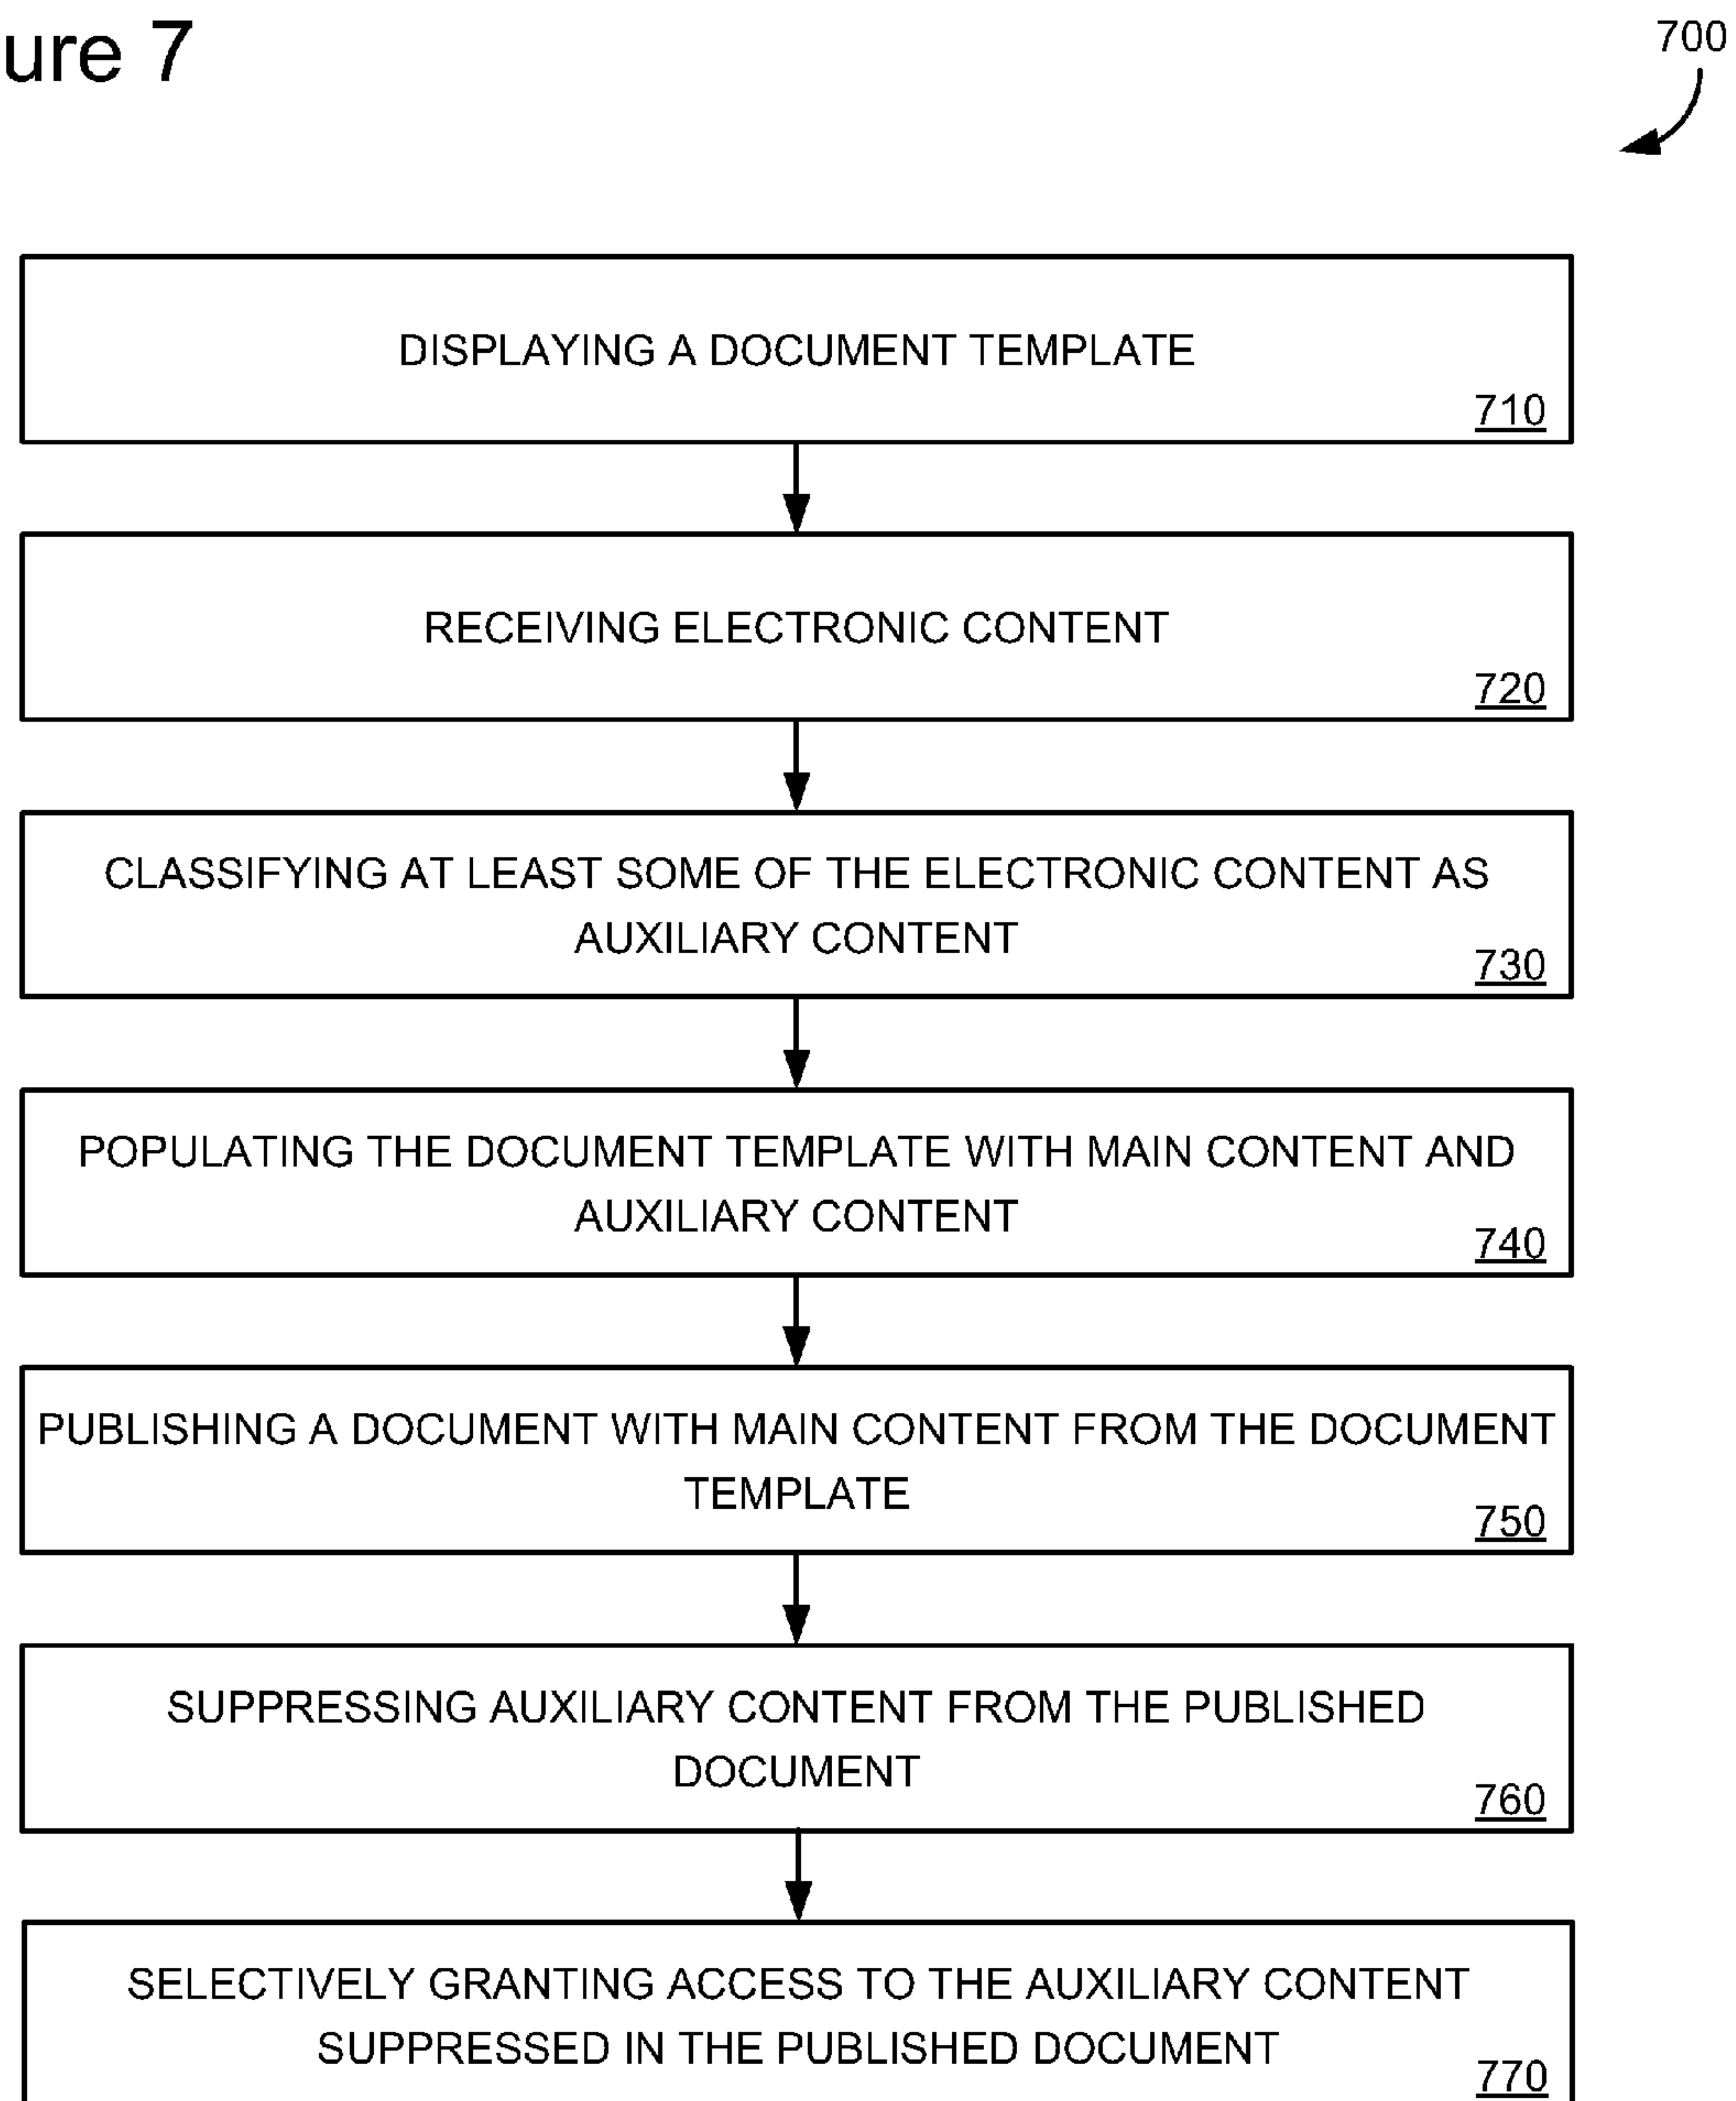 ure 7
700
DISPLAYING A DOCUMENT TEMPLATE
710
RECEIVING ELECTRONIC CONTENT
720
CLASSIFYING AT LEAST SOME OF THE ELECTRONIC CONTENT AS
AUXILIARY CONTENT
730
POPULATING THE DOCUMENT TEMPLATE WITH MAIN CONTENT AND
AUXILIARY CONTENT
740
PUBLISHING A DOCUMENT WITH MAIN CONTENT FROM THE DOCUMENT
TEMPLATE
750
SUPPRESSING AUXILIARY CONTENT FROM THE PUBLISHED
DOCUMENT
760
SELECTIVELY GRANTING ACCESS TO THE AUXILIARY CONTENT
SUPPRESSED IN THE PUBLISHED DOCUMENT
770